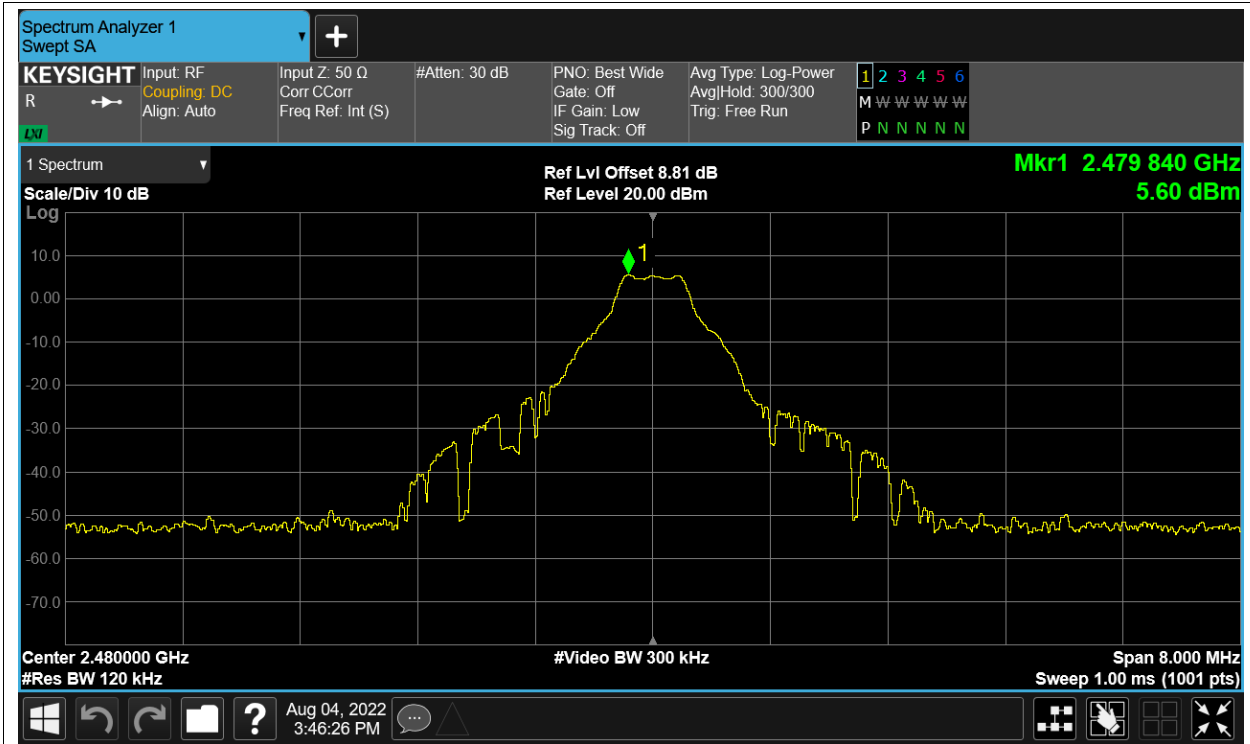 Spectrum Analyzer 1
Swept SA
KEYSIGHT
R
LXI
Input: RF
Coupling: DC
Align: Auto
Input Z: 50 Ω
Corr CCorr
Freq Ref: Int (S)
#Atten: 30 dB
PNO: Best Wide
Gate: Off
IF Gain: Low
Sig Track: Off
Avg Type: Log-Power
Avg|Hold: 300/300
Trig: Free Run
1 2 3 4 5 6
M W W W W W
P N N N N N
1 Spectrum
Scale/Div 10 dB
Log
Ref Lvl Offset 8.81 dB
Ref Level 20.00 dBm
Mkr1 2.479 840 GHz
5.60 dBm
1
10.0
0.00
-10.0
-20.0
-30.0
-40.0
-50.0
-60.0
-70.0
Center 2.480000 GHz
#Res BW 120 kHz
#Video BW 300 kHz
Span 8.000 MHz
Sweep 1.00 ms (1001 pts)
?
Aug 04, 2022
3:46:26 PM